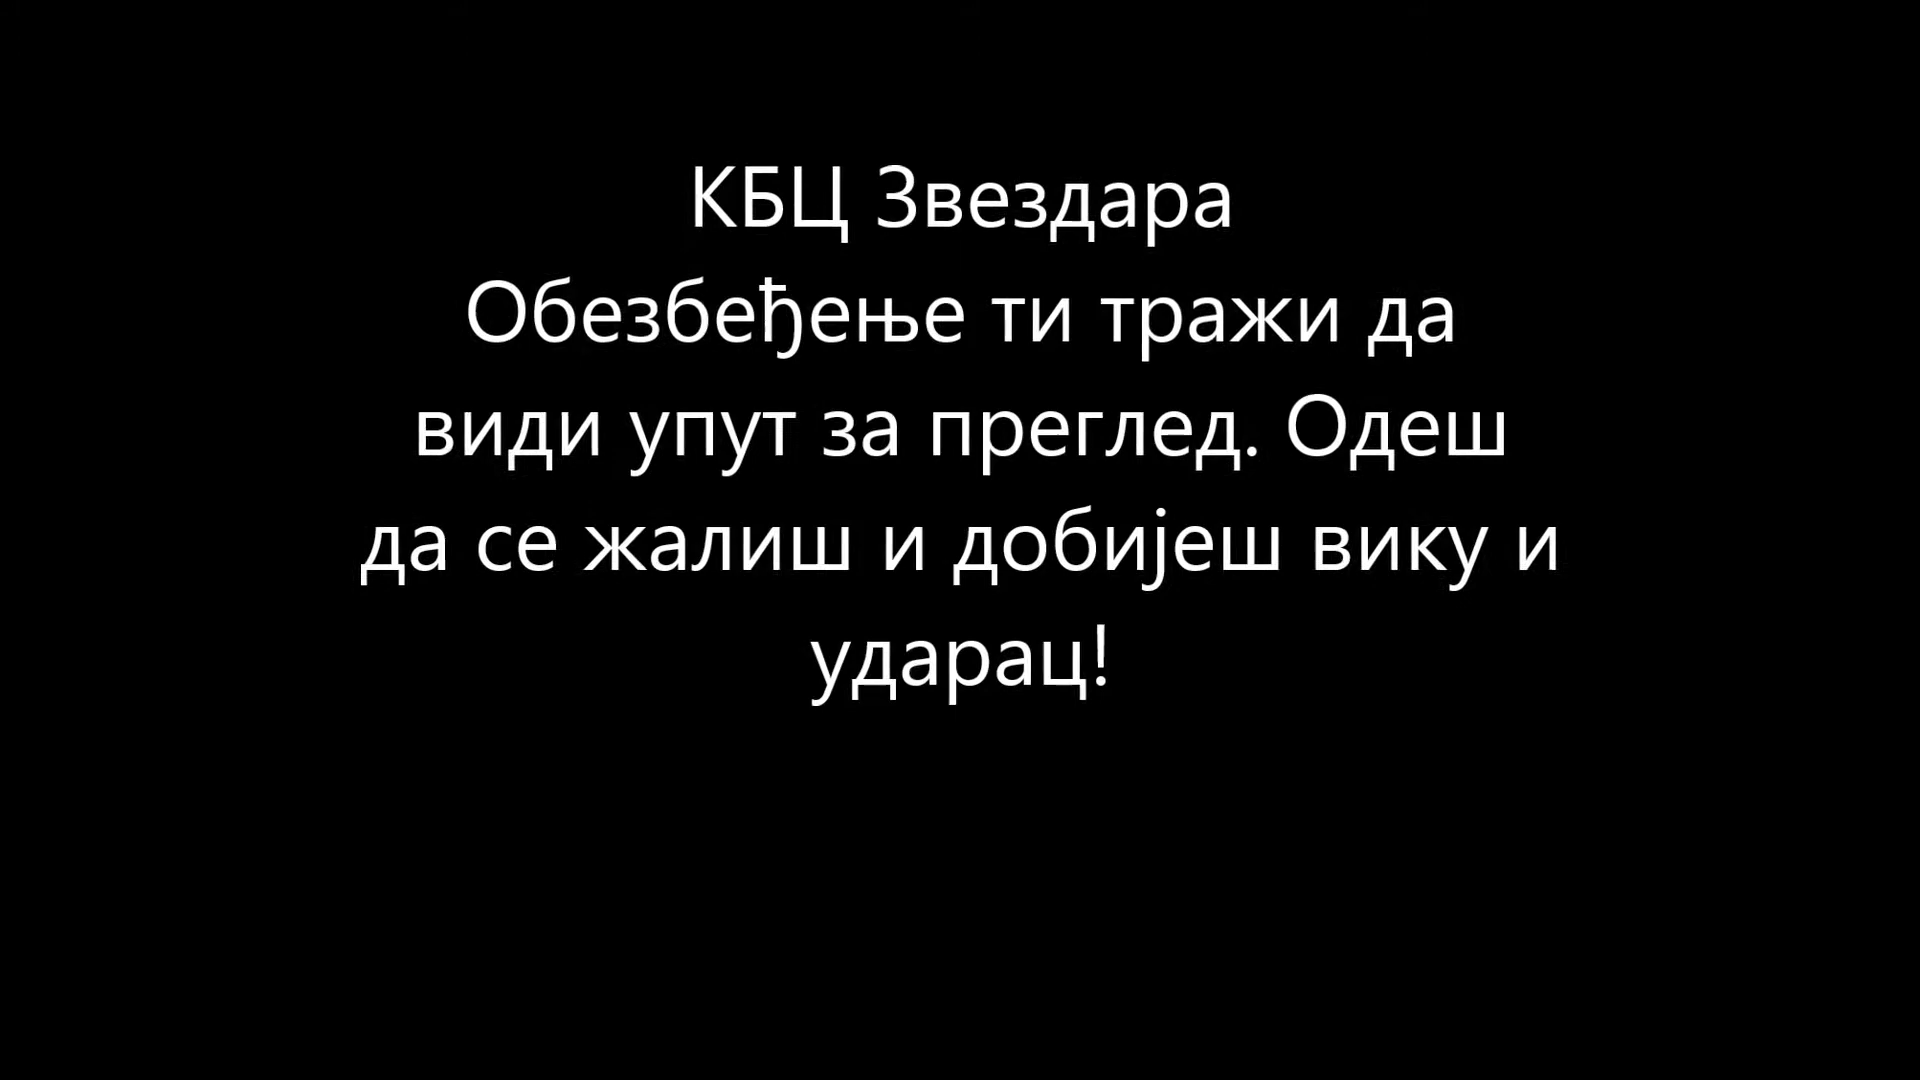 КБЦ Звездара
Обезбеђење ти тражи да
види упут за преглед. Одеш
да се жалиш и добијеш вику и
ударац!